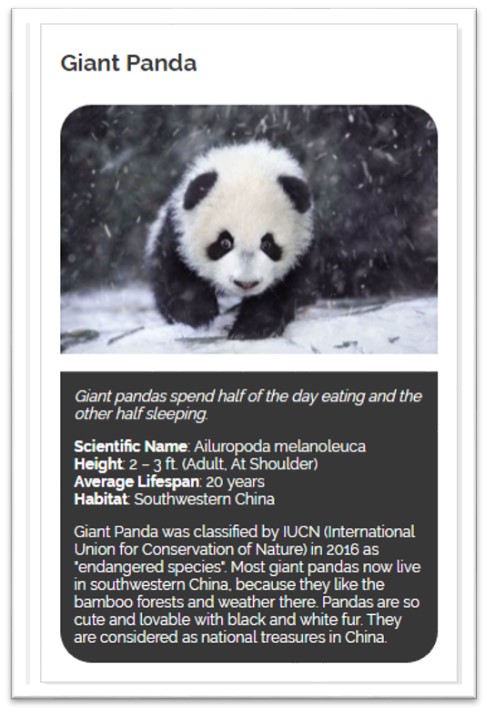 Giant Panda
Giant pandas spend half of the day eating and the
other half sleeping.
Scientific Name: Ailuropoda melanoleuca
Height: 2 – 3 ft. (Adult, At Shoulder)
Average Lifespan: 20 years
Habitat: Southwestern China
Giant Panda was classified by IUCN (International
Union for Conservation of Nature) in 2016 as
"endangered species". Most giant pandas now live
in southwestern China, because they like the
bamboo forests and weather there. Pandas are so
cute and lovable with black and white fur. They
are considered as national treasures in China.